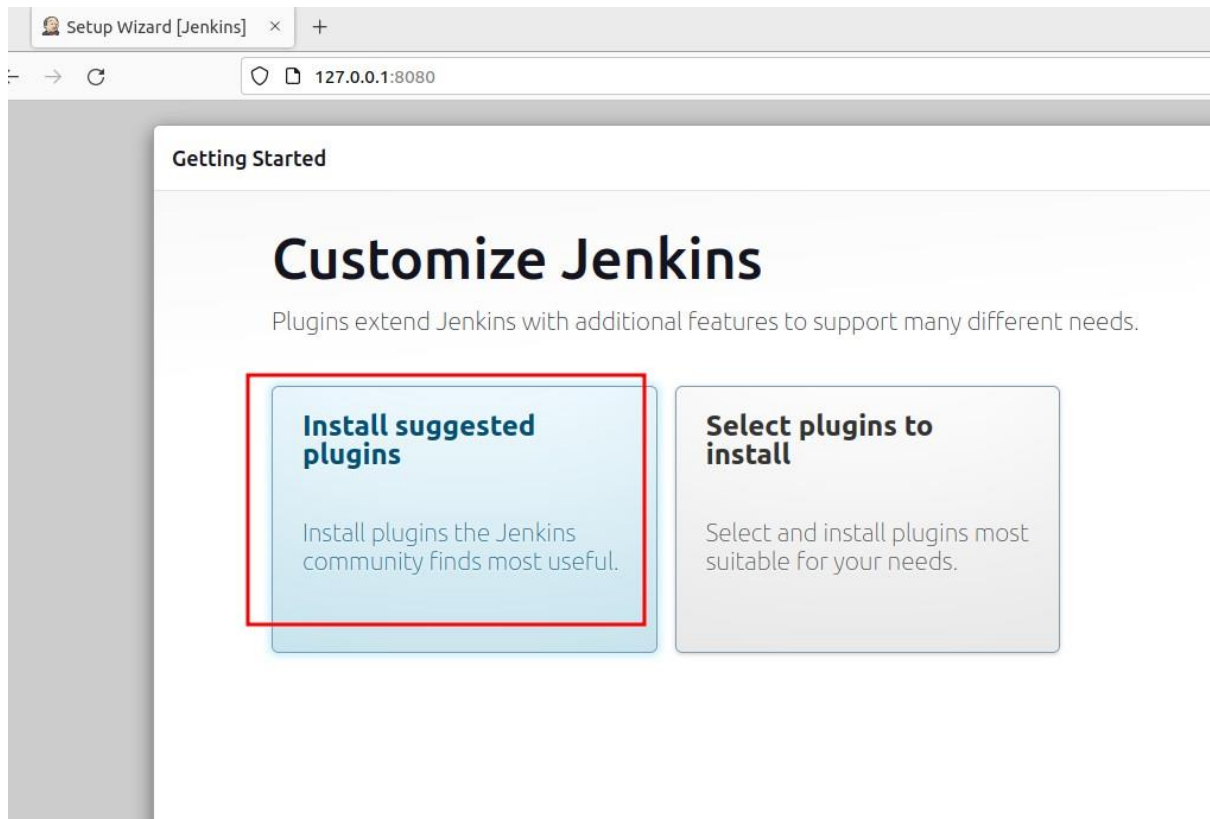 Setup Wizard [Jenkins]
127.0.0.1:8080
Getting Started
Customize Jenkins
Plugins extend Jenkins with additional features to support many different needs.
Install suggested
plugins
Install plugins the Jenkins
community finds most useful.
Select plugins to
install
Select and install plugins most
suitable for your needs.